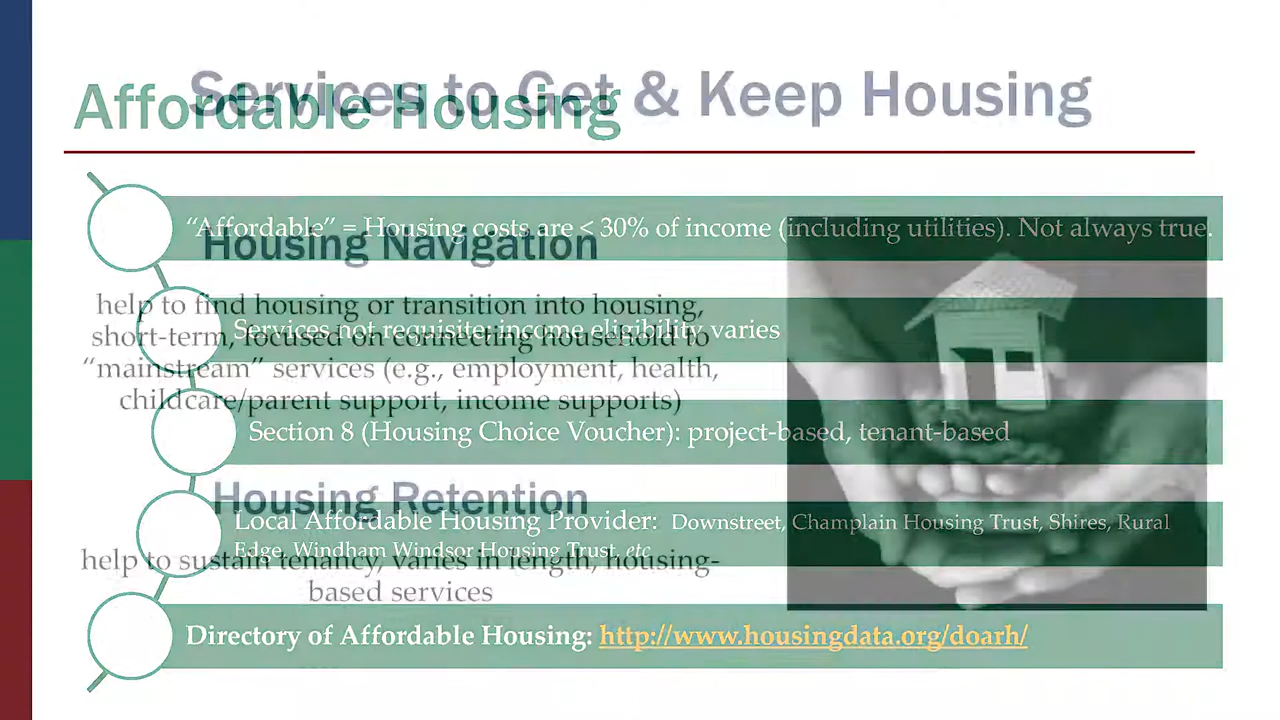 Services to Get & Keep Housing
Affordable Housing
“Affordable” = Housing costs are < 30% of income (including utilities). Not always true.
Housing Navigation
help to find housing or transition into housing,
short-term, focused on connecting household to
“mainstream” services (e.g., employment, health,
childcare/parent support, income supports)
Services not requisite; income eligibility varies
Section 8 (Housing Choice Voucher): project-based, tenant-based
Housing Retention
help to sustain tenancy, varies in length, housing-
based services
Local Affordable Housing Provider: Downstreet, Champlain Housing Trust, Shires, Rural
Edge, Windham Windsor Housing Trust, etc
Directory of Affordable Housing: http://www.housingdata.org/doarh/